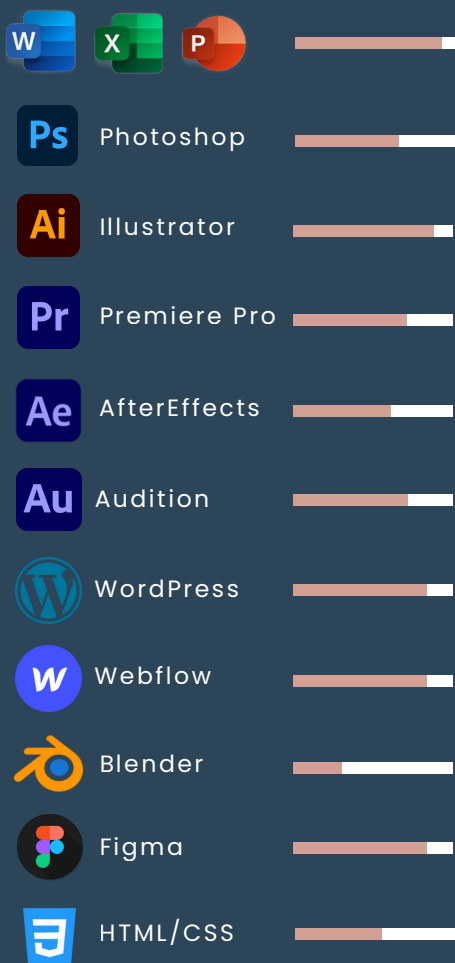 W X P
Ps Photoshop
Ai Illustrator
Pr Premiere Pro
Ae AfterEffects
Au Audition
WordPress
Webflow
Blender
Figma
HTML/CSS